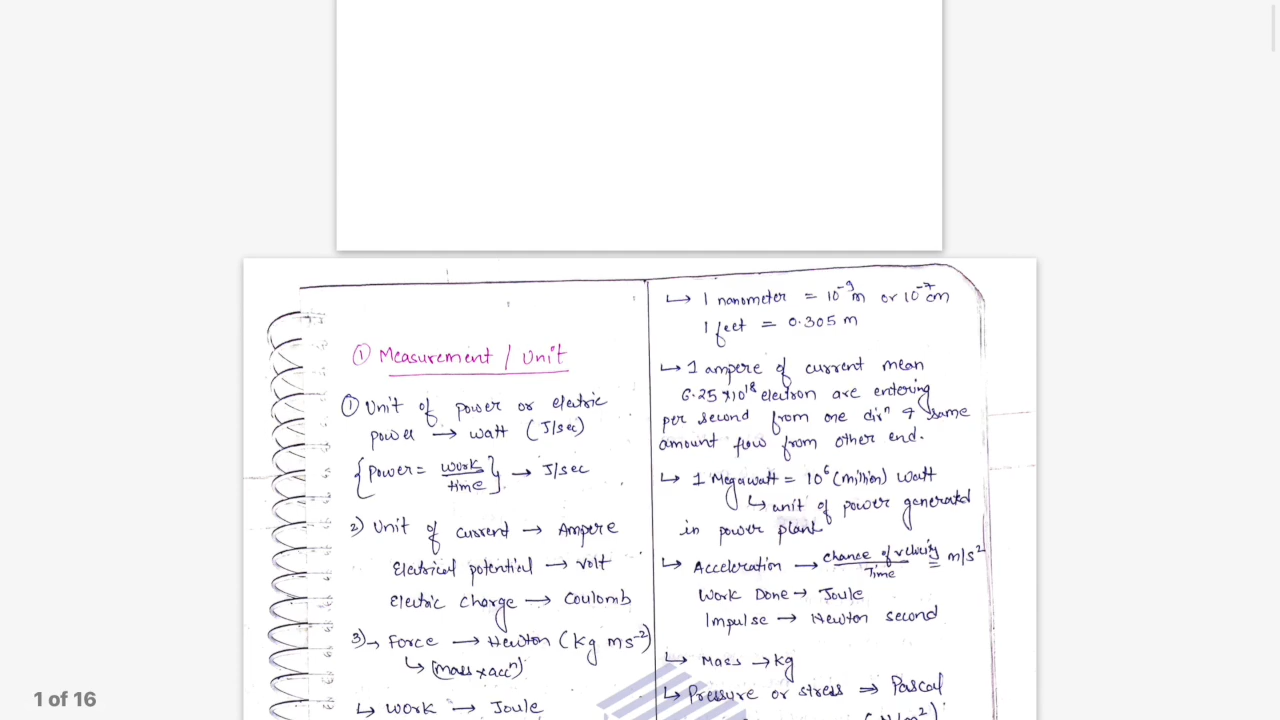 ① Measurement / Unit
① Unit of power or electric
power → watt (J/sec)
{power = work/time} → J/sec
2) Unit of current → Ampere
Electrical potential → volt
Electric charge → Coulomb
3) → Force → Newton (kg ms⁻²)
↳ (mass x accⁿ)
↳ work → Joule
↳ 1 nanometer = 10⁻⁹ m or 10⁻⁷ cm
1 feet = 0.305 m
↳ 1 ampere of current mean
6.25 x 10¹⁸ electron are entering
per second from one dirⁿ & same
amount flow from other end.
↳ 1 Megawatt = 10⁶ (million) watt
↳ unit of power generated
in power plant
↳ Acceleration → chance of velocity/Time = m/s²
Work Done → Joule
Impulse → Newton second
↳ Mass → kg
↳ Pressure or stress ⇒ Pascal
(N/m²)
1 of 16